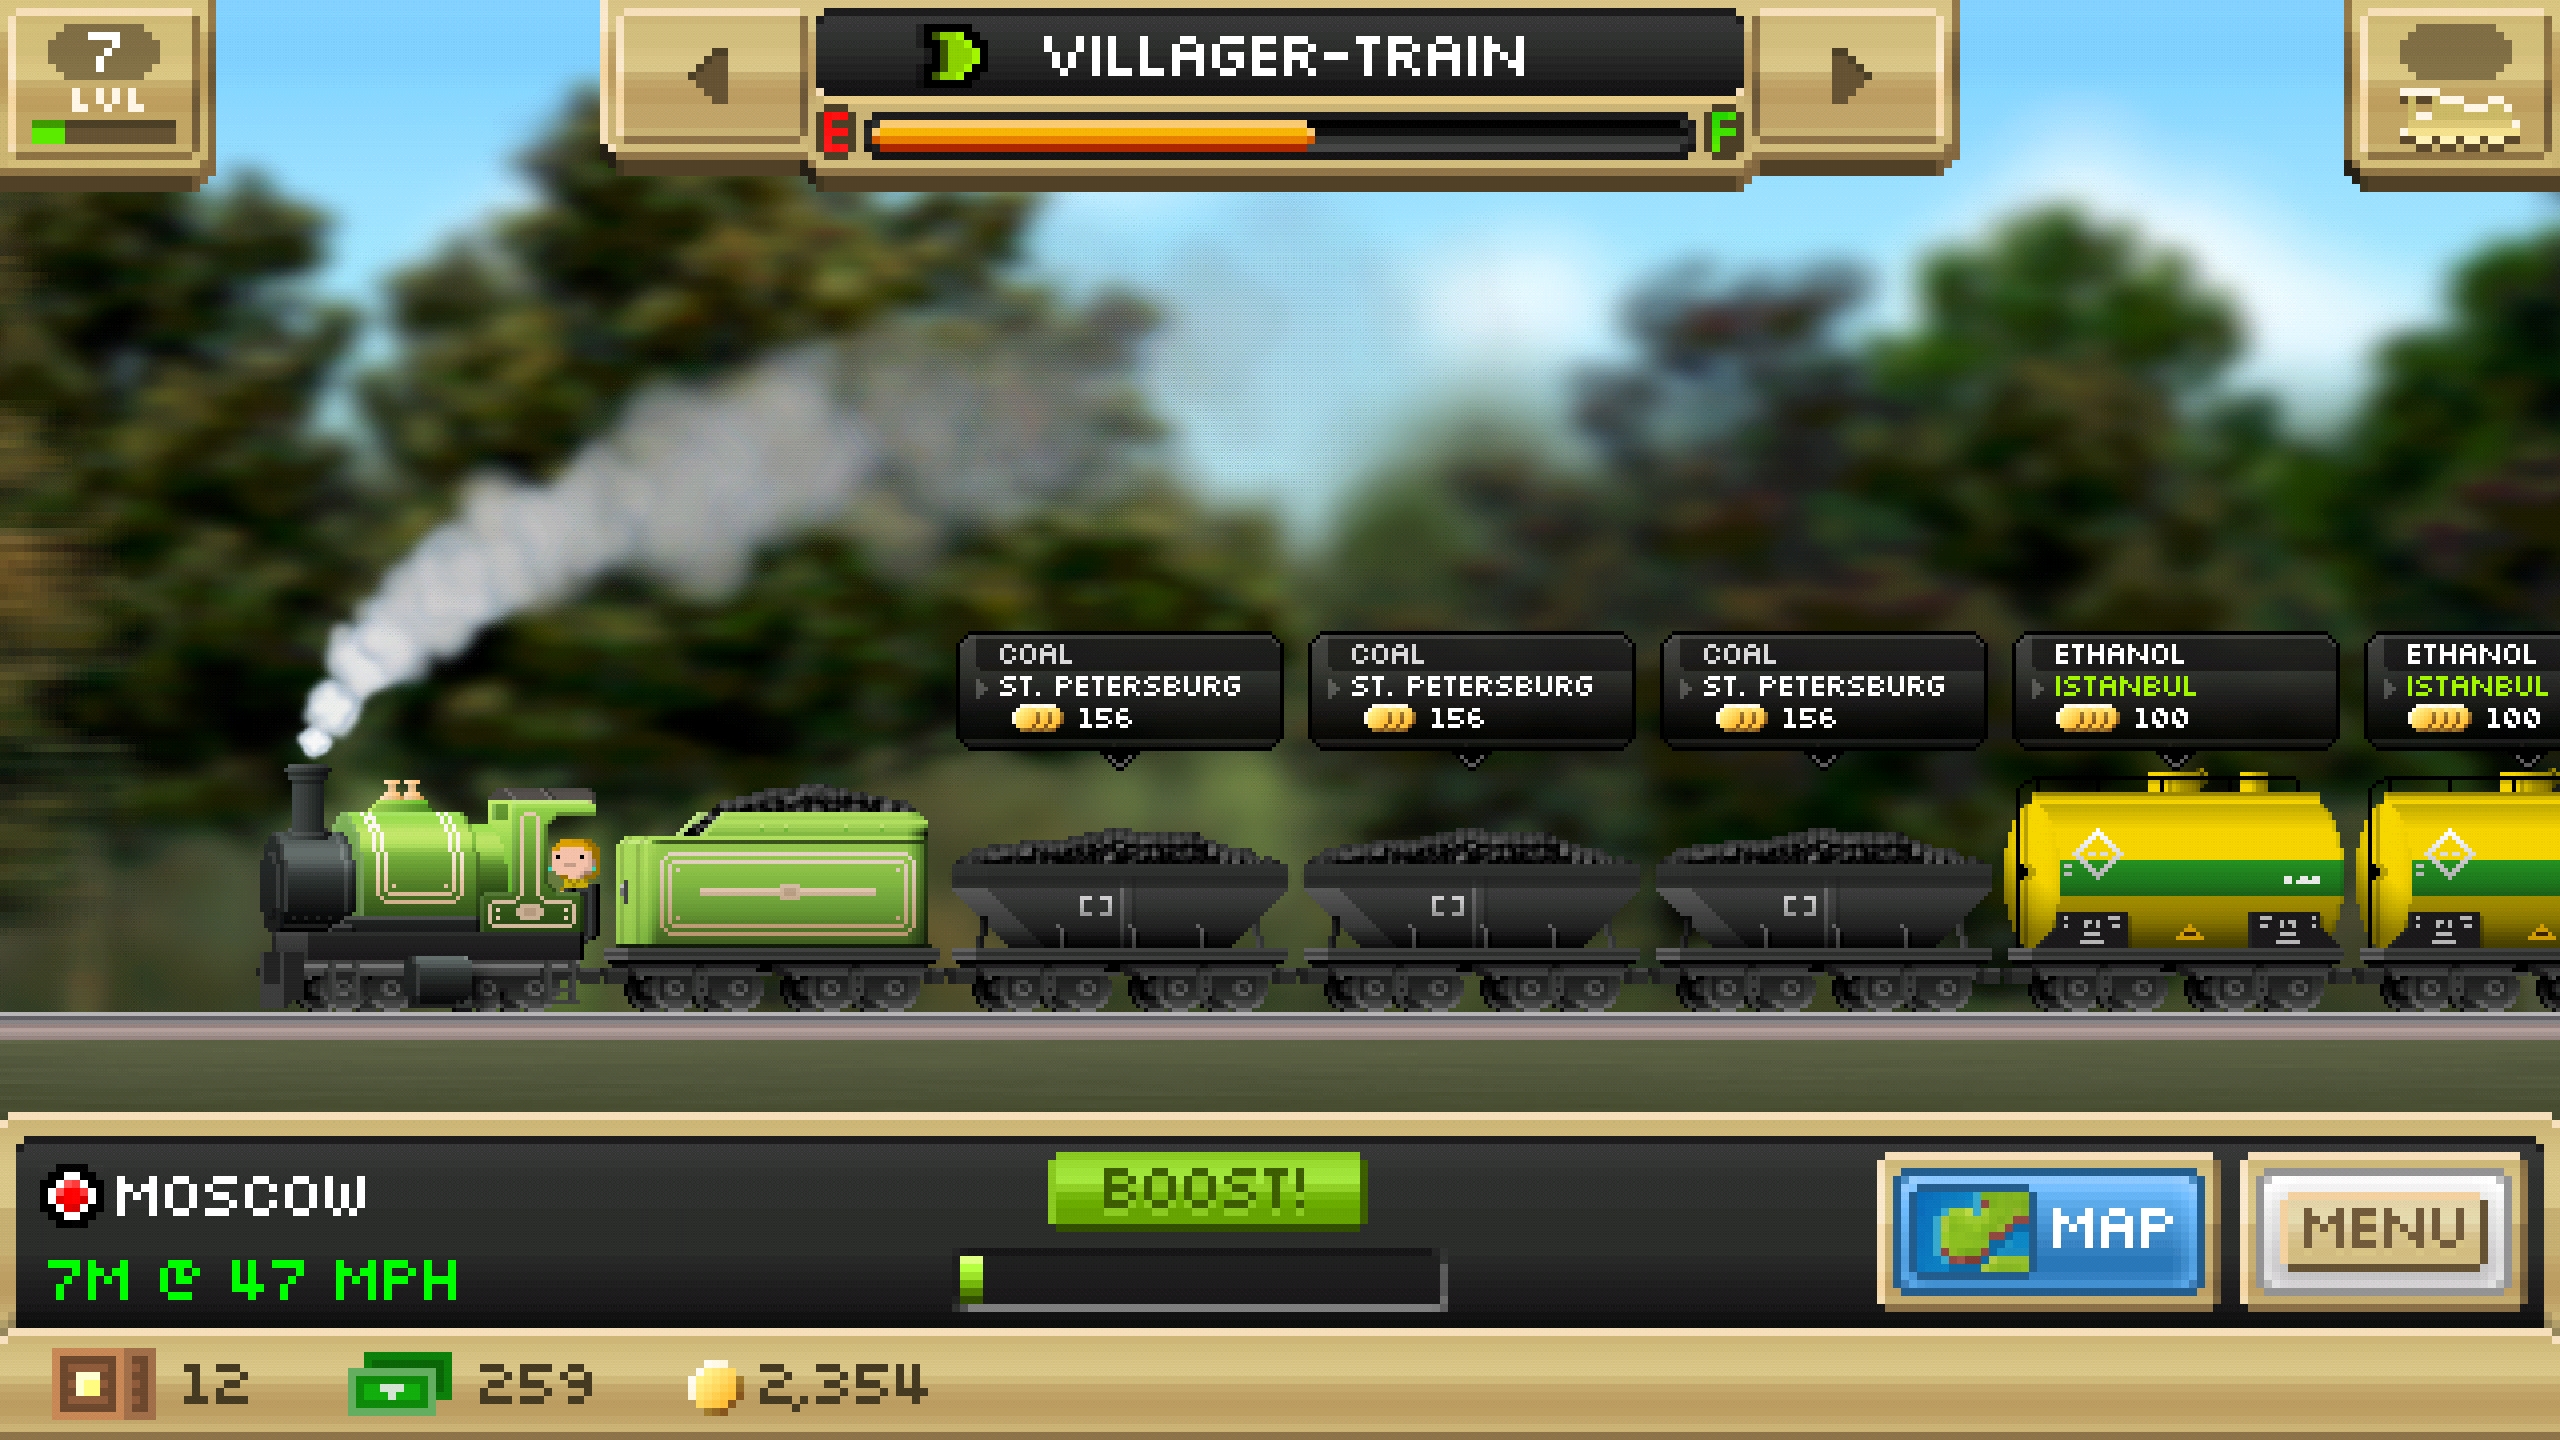 7
LVL
VILLAGER-TRAIN
E F
COAL
ST. PETERSBURG
156
COAL
ST. PETERSBURG
156
COAL
ST. PETERSBURG
156
ETHANOL
ISTANBUL
100
ETHANOL
ISTANBUL
100
MOSCOW
7M @ 47 MPH
BOOST!
MAP
MENU
12
259
2,354